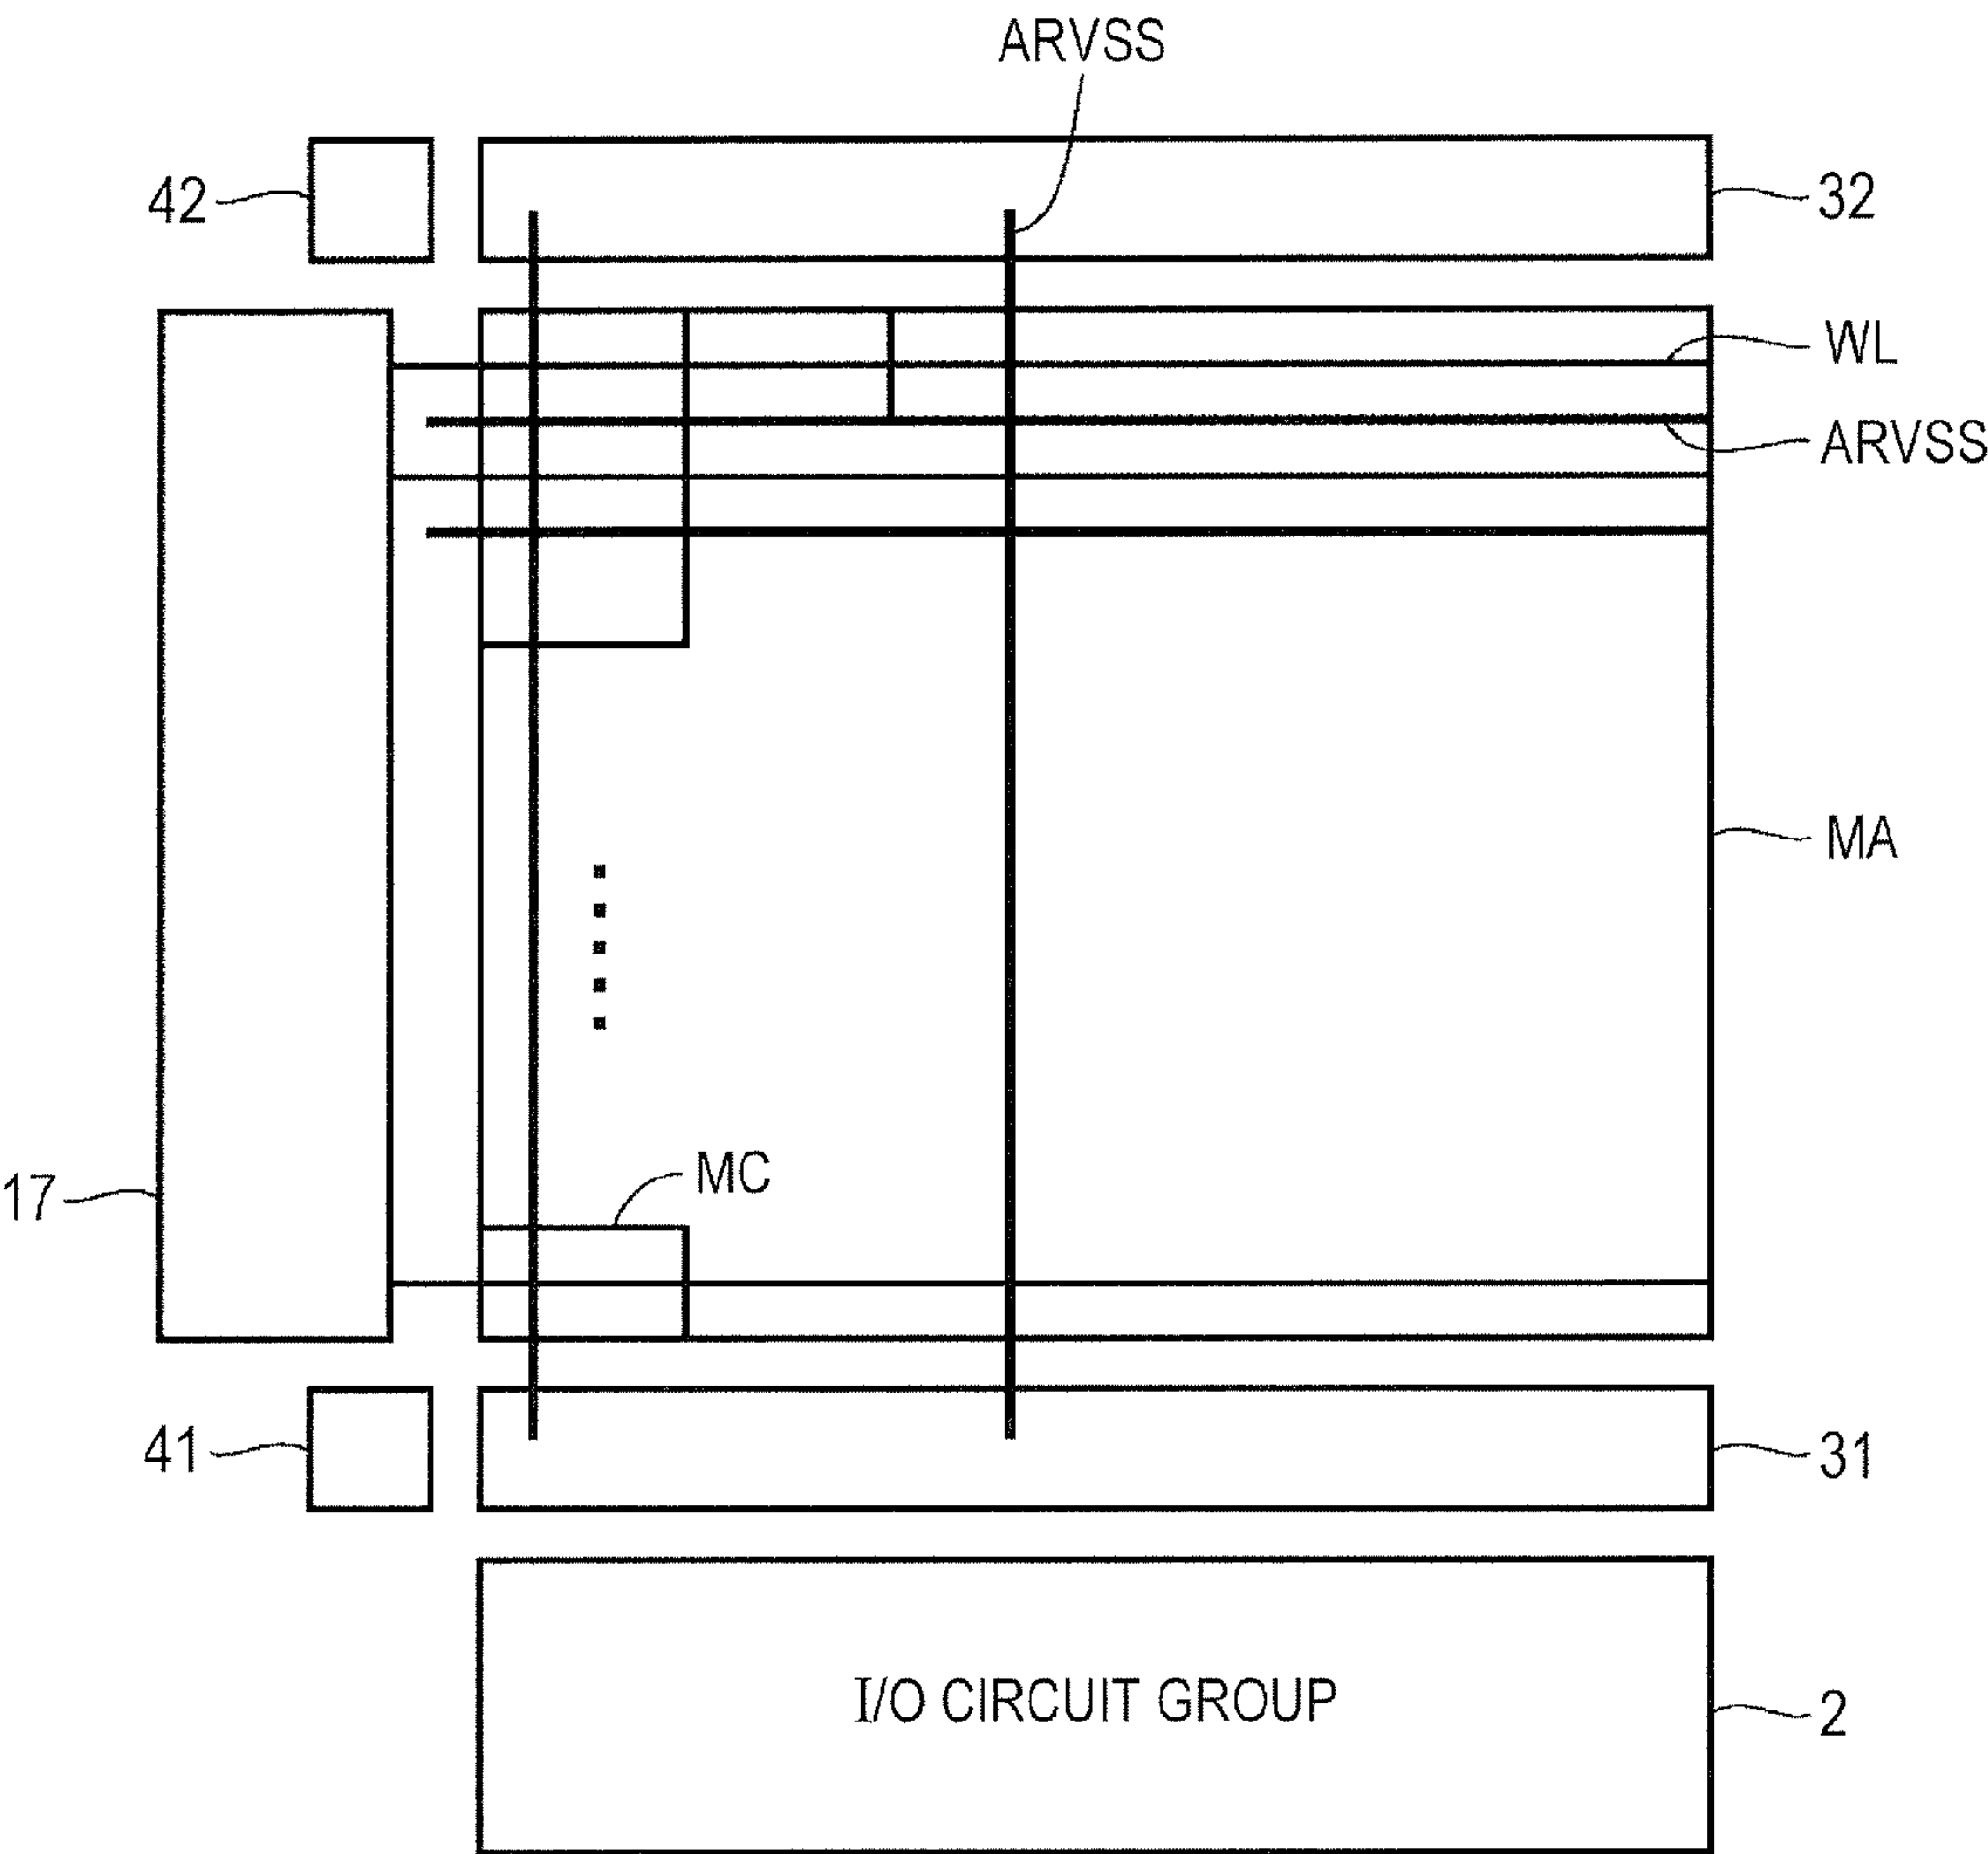 ARVSS
42
32
WL
ARVSS
MA
MC
17
41
31
I/O CIRCUIT GROUP
2